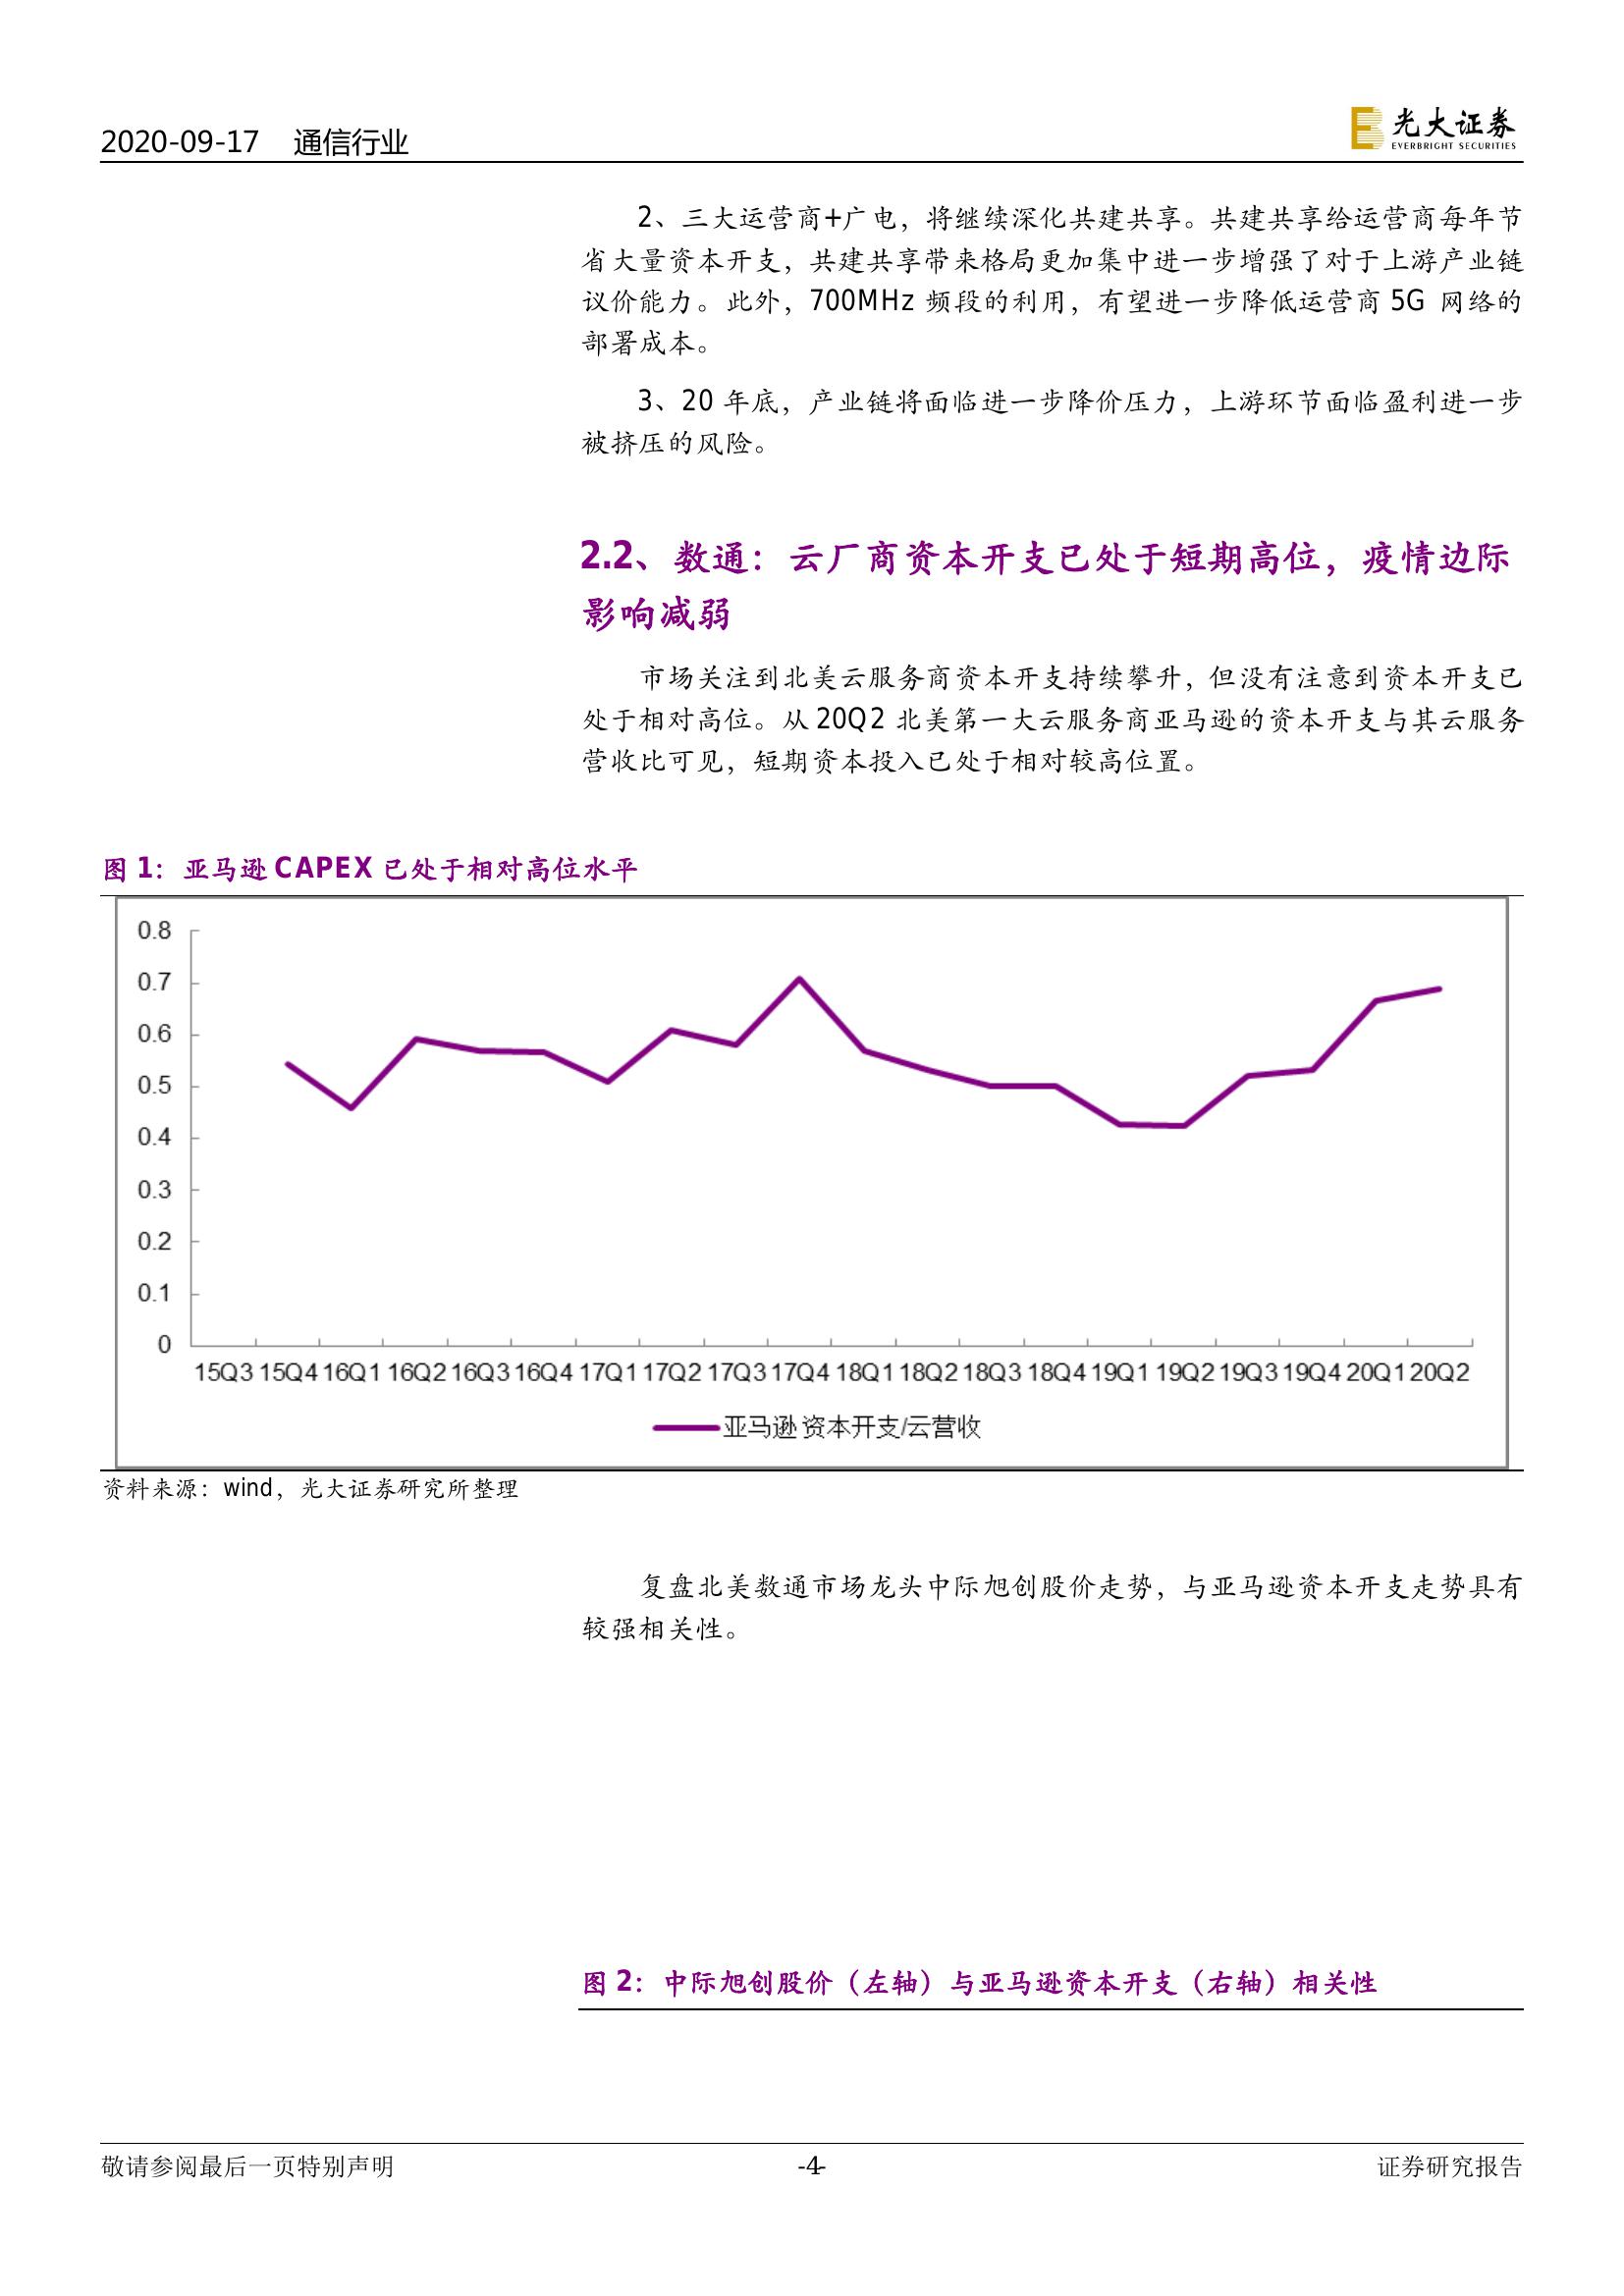 2020-09-17 通信行业
光大证券
EVERBRIGHT SECURITIES
2、三大运营商+广电，将继续深化共建共享。共建共享给运营商每年节
省大量资本开支，共建共享带来格局更加集中进一步增强了对于上游产业链
议价能力。此外，700MHz 频段的利用，有望进一步降低运营商 5G 网络的
部署成本。
3、20 年底，产业链将面临进一步降价压力，上游环节面临盈利进一步
被挤压的风险。
2.2、数通：云厂商资本开支已处于短期高位，疫情边际
影响减弱
市场关注到北美云服务商资本开支持续攀升，但没有注意到资本开支已
处于相对高位。从 20Q2 北美第一大云服务商亚马逊的资本开支与其云服务
营收比可见，短期资本投入已处于相对较高位置。
图 1：亚马逊 CAPEX 已处于相对高位水平
0.8
0.7
0.6
0.5
0.4
0.3
0.2
0.1
0
15Q3 15Q4 16Q1 16Q2 16Q3 16Q4 17Q1 17Q2 17Q3 17Q4 18Q1 18Q2 18Q3 18Q4 19Q1 19Q2 19Q3 19Q4 20Q1 20Q2
亚马逊资本开支/云营收
资料来源：wind，光大证券研究所整理
复盘北美数通市场龙头中际旭创股价走势，与亚马逊资本开支走势具有
较强相关性。
图 2：中际旭创股价（左轴）与亚马逊资本开支（右轴）相关性
敬请参阅最后一页特别声明 -4- 证券研究报告